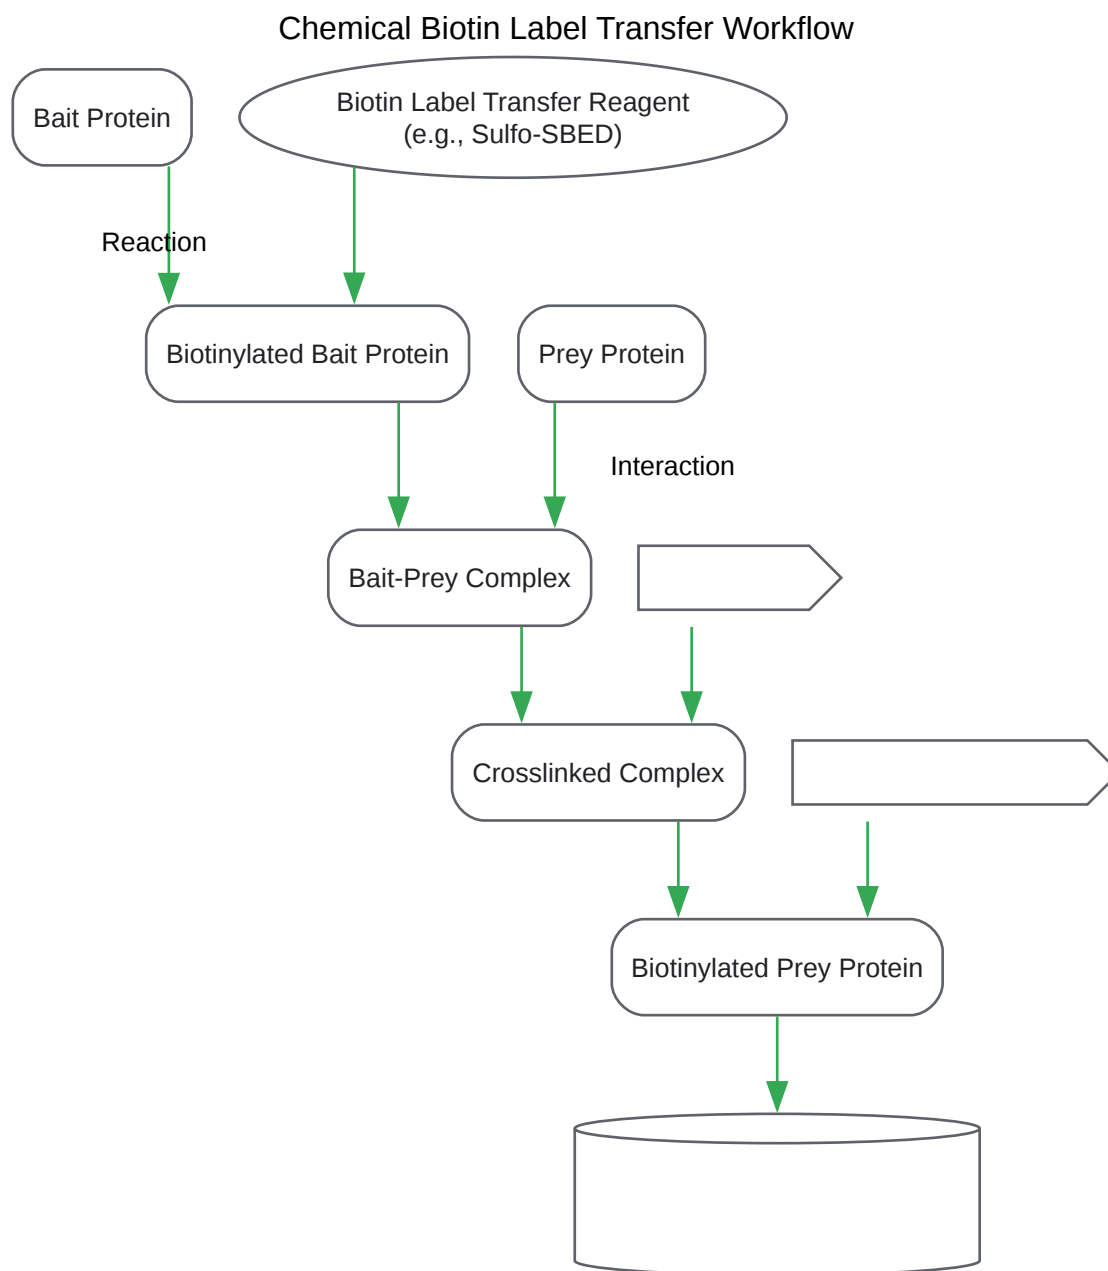 Chemical Biotin Label Transfer Workflow
Bait Protein
Biotin Label Transfer Reagent
(e.g., Sulfo-SBED)
Reaction
Biotinylated Bait Protein
Prey Protein
Interaction
Bait-Prey Complex
Crosslinked Complex
Biotinylated Prey Protein